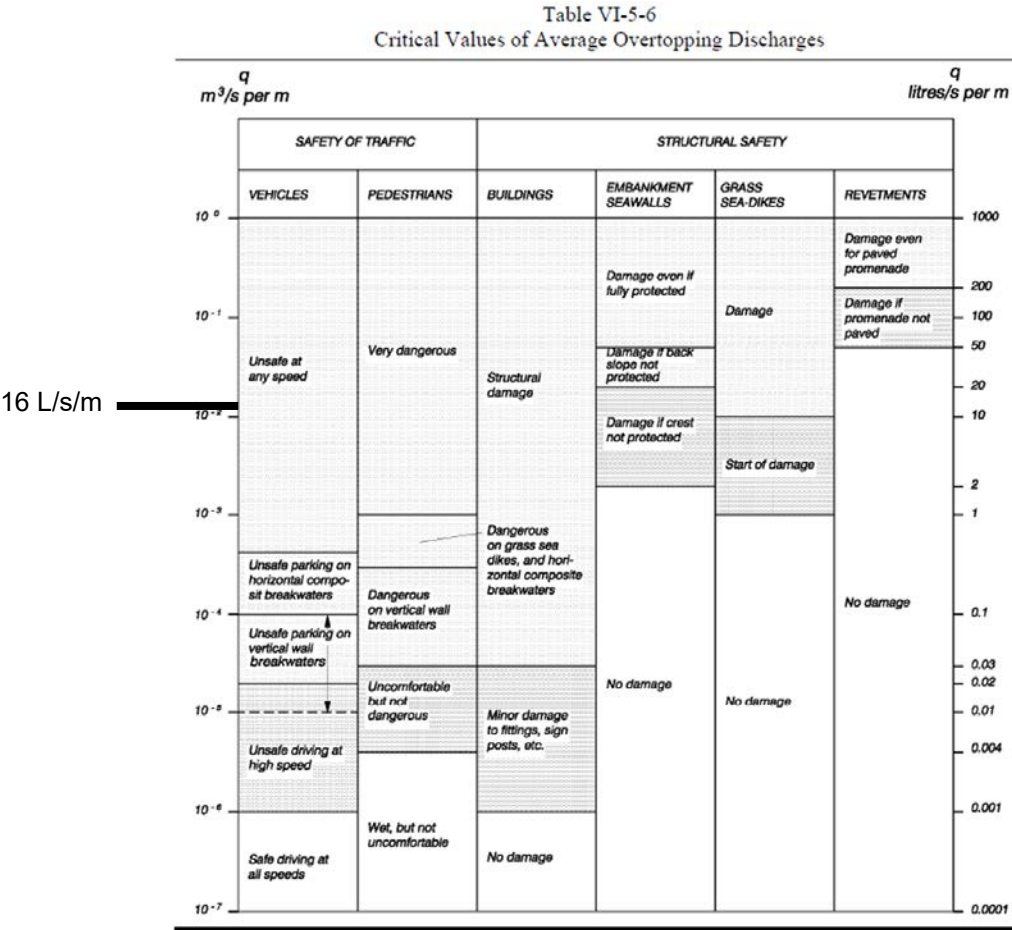 Table VI-5-6
Critical Values of Average Overtopping Discharges
q
m³/s per m
q
litres/s per m
SAFETY OF TRAFFIC
STRUCTURAL SAFETY
VEHICLES
PEDESTRIANS
BUILDINGS
EMBANKMENT
SEAWALLS
GRASS
SEA-DIKES
REVETMENTS
10⁰
10⁻¹
16 L/s/m
10⁻²
10⁻³
10⁻⁴
10⁻⁵
10⁻⁶
10⁻⁷
Unsafe at
any speed
Unsafe parking on
horizontal compo-
sit breakwaters
Unsafe parking on
vertical wall
breakwaters
Unsafe driving at
high speed
Safe driving at
all speeds
Very dangerous
Dangerous
on grass sea
dikes, and hori-
zontal composite
breakwaters
Dangerous
on vertical wall
breakwaters
Uncomfortable
but not
dangerous
Wet, but not
uncomfortable
Structural
damage
Minor damage
to fittings, sign
posts, etc.
No damage
Damage even if
fully protected
Damage if back
slope not
protected
Damage if crest
not protected
No damage
Damage
Start of damage
No damage
Damage even
for paved
promenade
Damage if
promenade not
paved
No damage
1000
200
100
50
20
10
2
1
0.1
0.03
0.02
0.01
0.004
0.001
0.0001